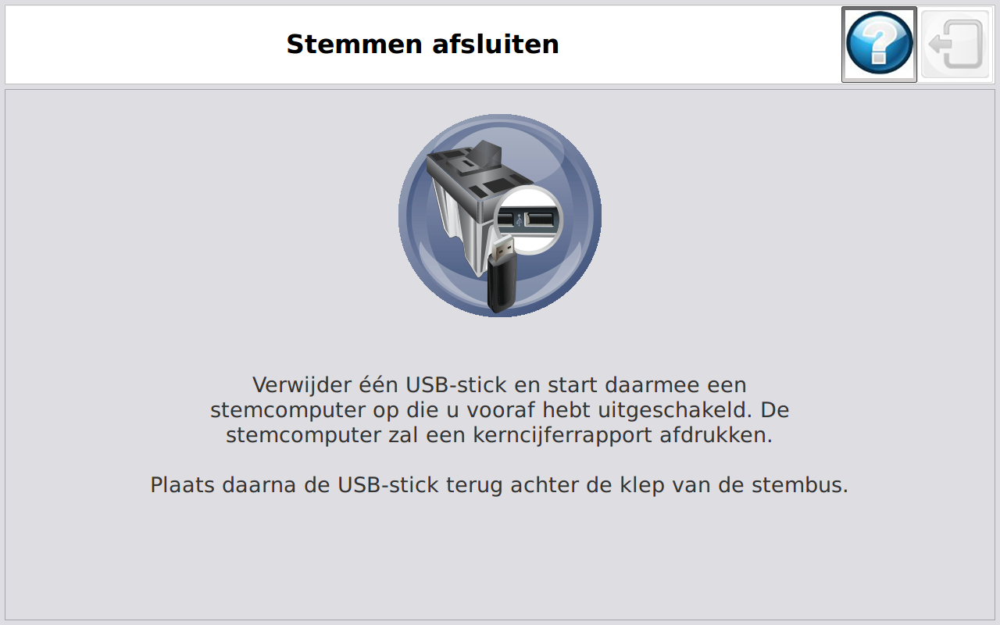 Stemmen afsluiten
Verwijder één USB-stick en start daarmee een
stemcomputer op die u vooraf hebt uitgeschakeld. De
stemcomputer zal een kerncijferrapport afdrukken.
Plaats daarna de USB-stick terug achter de klep van de stembus.